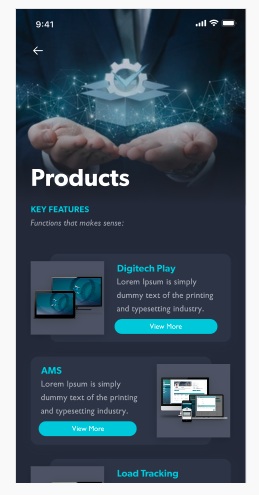 9:41
Products
KEY FEATURES
Functions that makes sense:
Digitech Play
Lorem Ipsum is simply
dummy text of the printing
and typesetting industry.
View More
AMS
Lorem Ipsum is simply
dummy text of the printing
and typesetting industry.
View More
Load Tracking